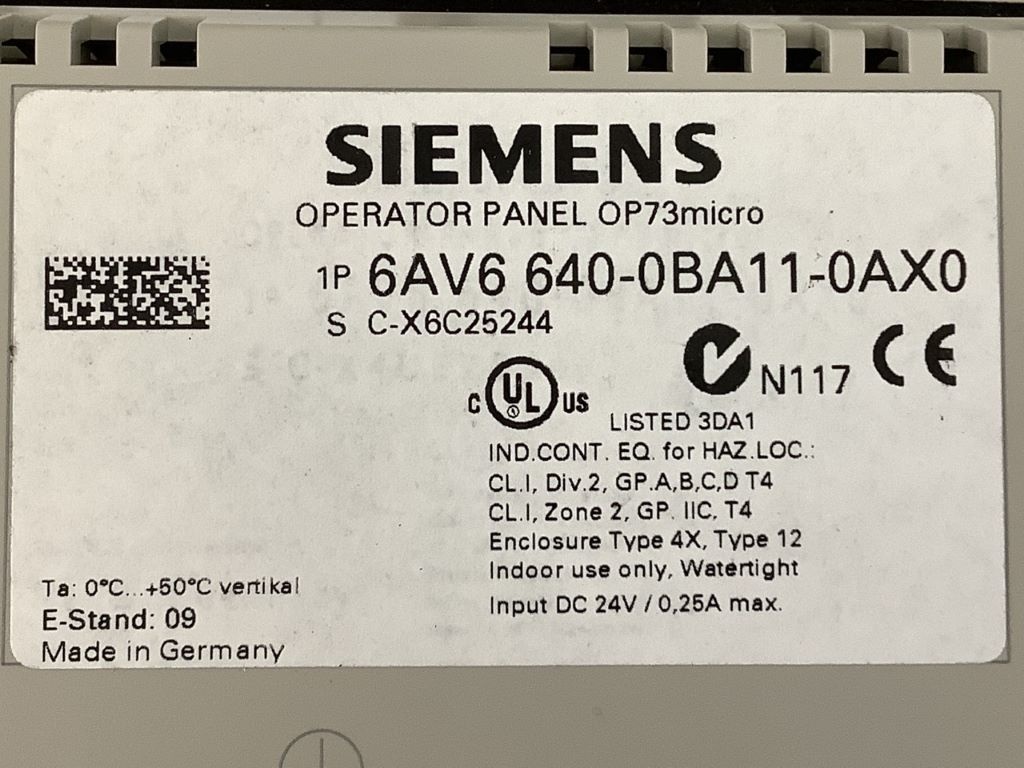 SIEMENS
OPERATOR PANEL OP73micro
1P 6AV6 640-0BA11-0AX0
S C-X6C25244
N117 CE
C UL US
LISTED 3DA1
IND.CONT. EQ. for HAZ.LOC.:
CL.I, Div.2, GP.A,B,C,D T4
CL.I, Zone 2, GP. IIC, T4
Enclosure Type 4X, Type 12
Indoor use only, Watertight
Input DC 24V / 0,25A max.
Ta: 0°C...+50°C vertikal
E-Stand: 09
Made in Germany